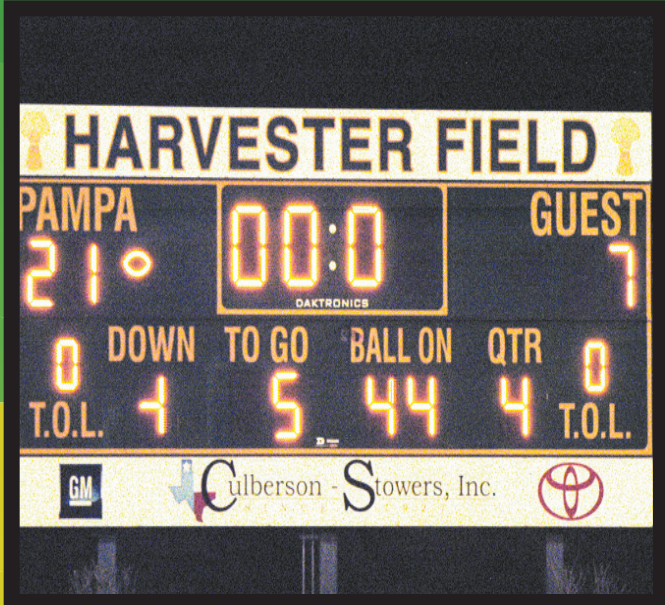 HARVESTER FIELD
PAMPA 00:0 GUEST
21 7
DAKTRONICS
0 DOWN TO GO BALL ON QTR 0
T.O.L. 5 44 4 T.O.L.
GM Culberson - Stowers, Inc.